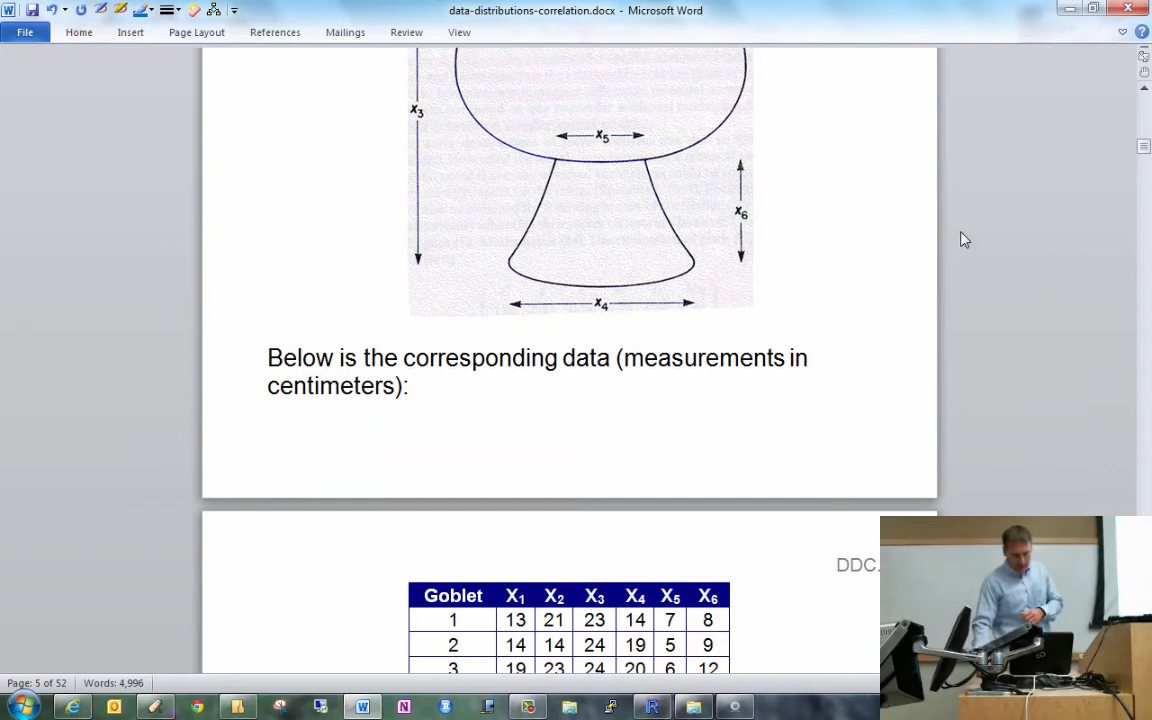 data-distributions-correlation.docx - Microsoft Word
File Home Insert Page Layout References Mailings Review View
x3
x5
x6
x4
Below is the corresponding data (measurements in
centimeters):
DDC.
Goblet X1 X2 X3 X4 X5 X6
1 13 21 23 14 7 8
2 14 14 24 19 5 9
3 19 23 24 20 6 12
Page: 5 of 52 Words: 4,996